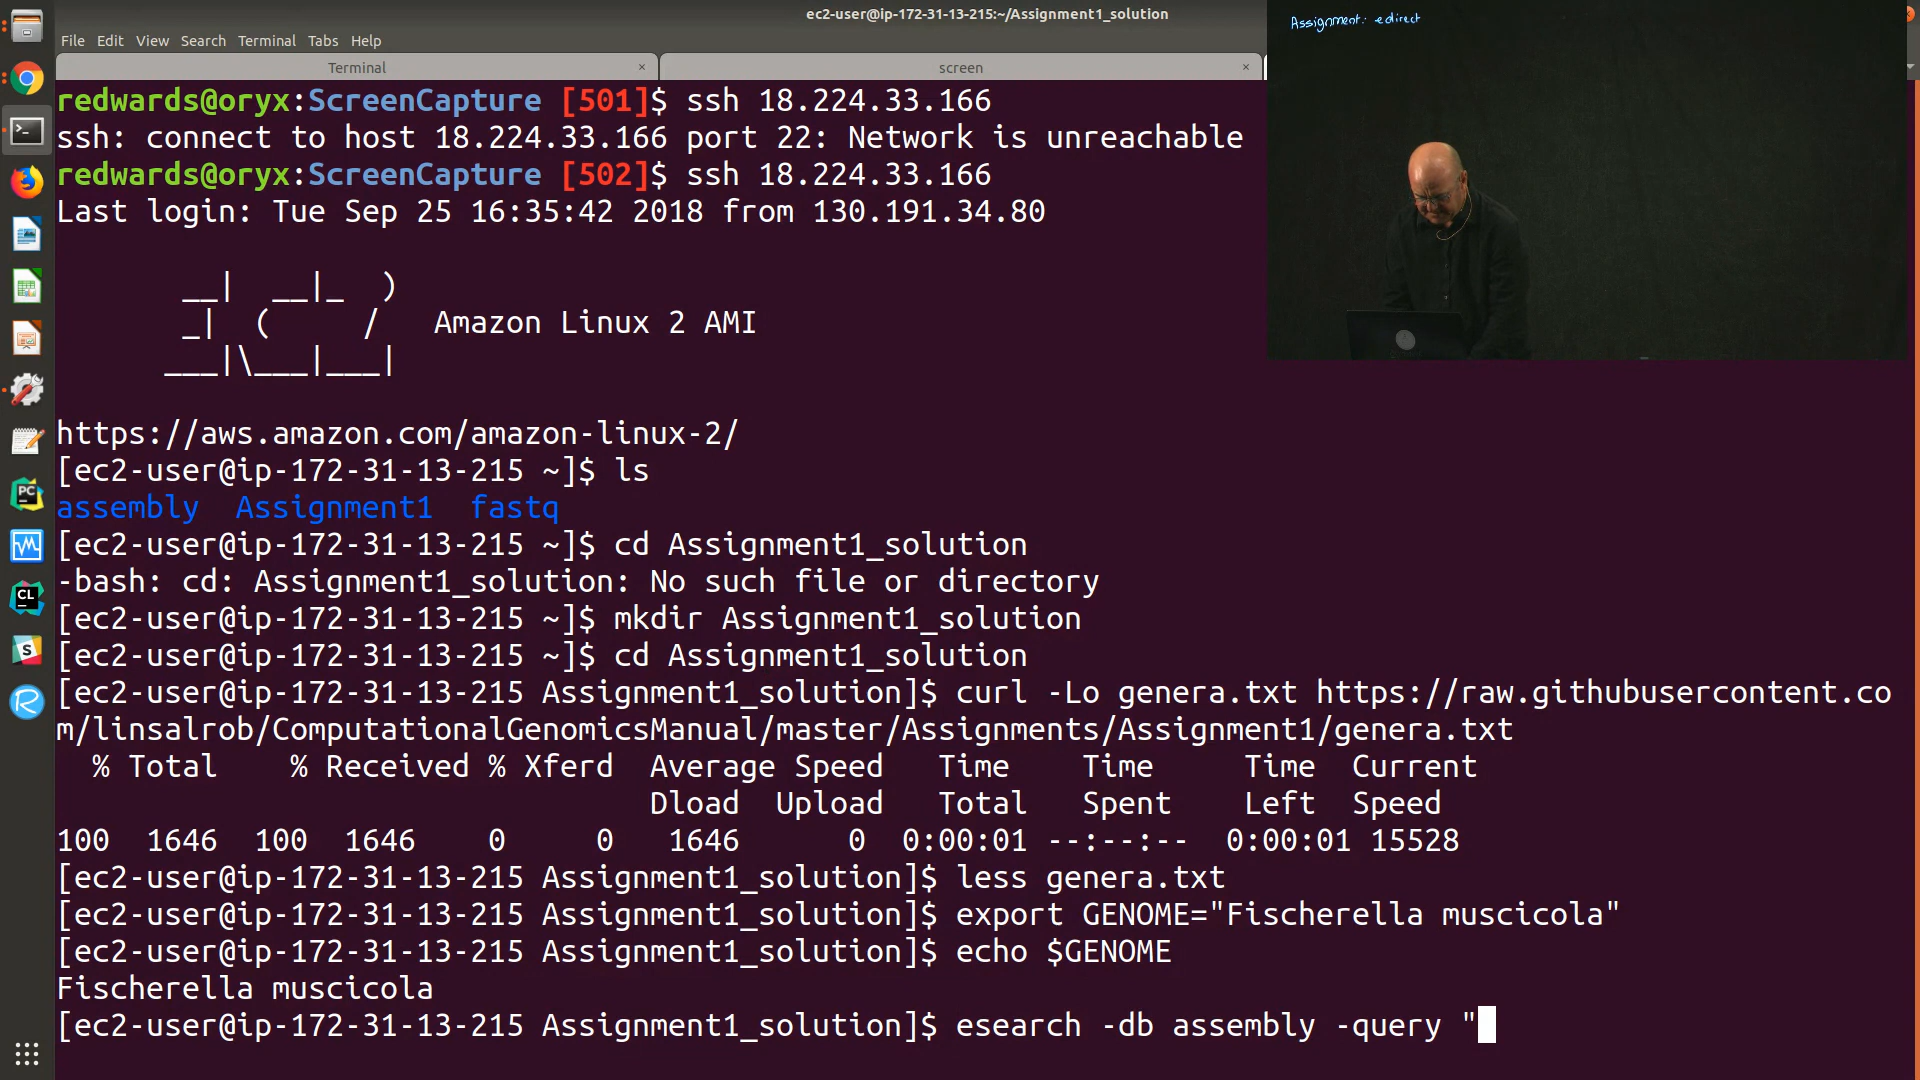 ec2-user@ip-172-31-13-215:~/Assignment1_solution
Assignment: edirect
File Edit View Search Terminal Tabs Help
Terminal × screen ×
redwards@oryx:ScreenCapture [501]$ ssh 18.224.33.166
ssh: connect to host 18.224.33.166 port 22: Network is unreachable
redwards@oryx:ScreenCapture [502]$ ssh 18.224.33.166
Last login: Tue Sep 25 16:35:42 2018 from 130.191.34.80
       __|  __|_  )
       _|  (     /   Amazon Linux 2 AMI
      ___|\___|___|
https://aws.amazon.com/amazon-linux-2/
[ec2-user@ip-172-31-13-215 ~]$ ls
assembly  Assignment1  fastq
[ec2-user@ip-172-31-13-215 ~]$ cd Assignment1_solution
-bash: cd: Assignment1_solution: No such file or directory
[ec2-user@ip-172-31-13-215 ~]$ mkdir Assignment1_solution
[ec2-user@ip-172-31-13-215 ~]$ cd Assignment1_solution
[ec2-user@ip-172-31-13-215 Assignment1_solution]$ curl -Lo genera.txt https://raw.githubusercontent.co
m/linsalrob/ComputationalGenomicsManual/master/Assignments/Assignment1/genera.txt
  % Total    % Received % Xferd  Average Speed   Time    Time     Time  Current
                                 Dload  Upload   Total   Spent    Left  Speed
100  1646  100  1646    0     0   1646      0  0:00:01 --:--:--  0:00:01 15528
[ec2-user@ip-172-31-13-215 Assignment1_solution]$ less genera.txt
[ec2-user@ip-172-31-13-215 Assignment1_solution]$ export GENOME="Fischerella muscicola"
[ec2-user@ip-172-31-13-215 Assignment1_solution]$ echo $GENOME
Fischerella muscicola
[ec2-user@ip-172-31-13-215 Assignment1_solution]$ esearch -db assembly -query "
PC
CL
S
R